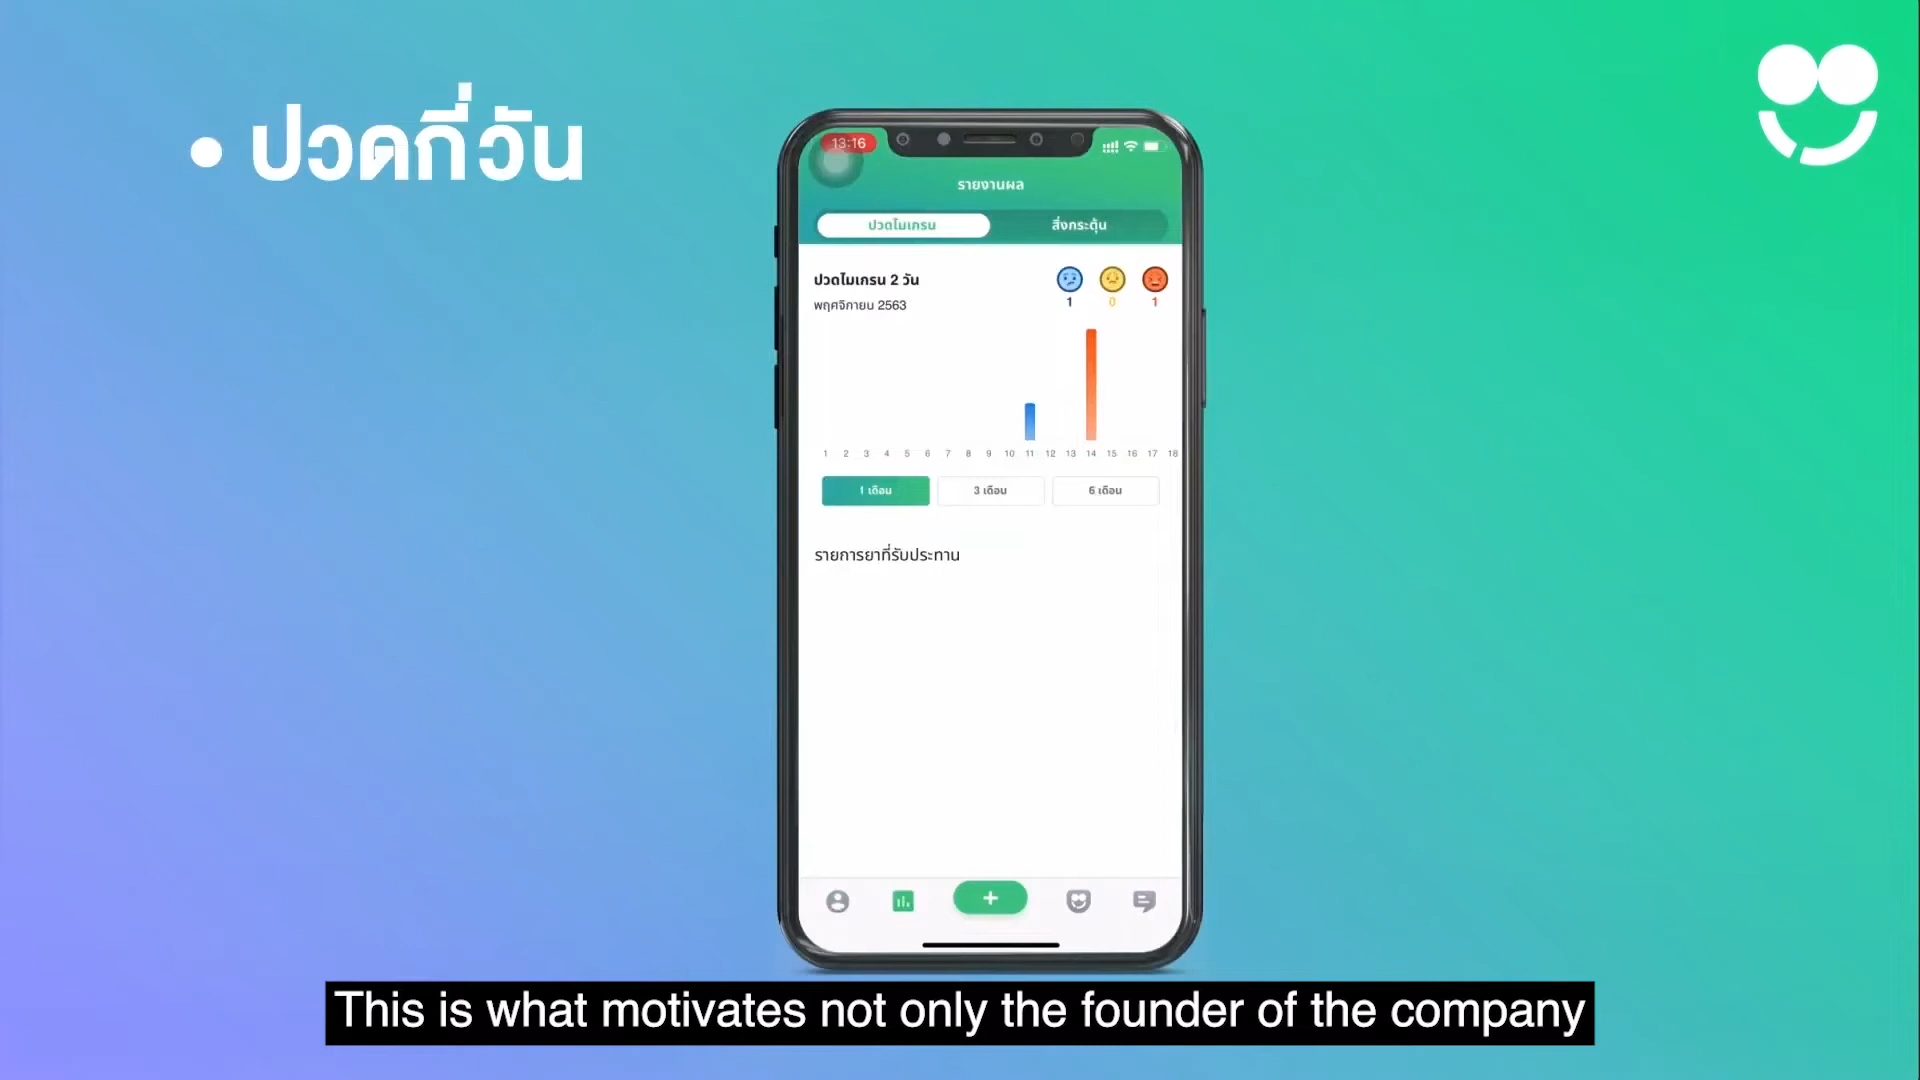 • ปวดกี่วัน
13:16
รายงานผล
ปวดไมเกรน สิ่งกระตุ้น
ปวดไมเกรน 2 วัน
พฤศจิกายน 2563
1 0 1
1 2 3 4 5 6 7 8 9 10 11 12 13 14 15 16 17 18
1 เดือน 3 เดือน 6 เดือน
รายการยาที่รับประทาน
This is what motivates not only the founder of the company